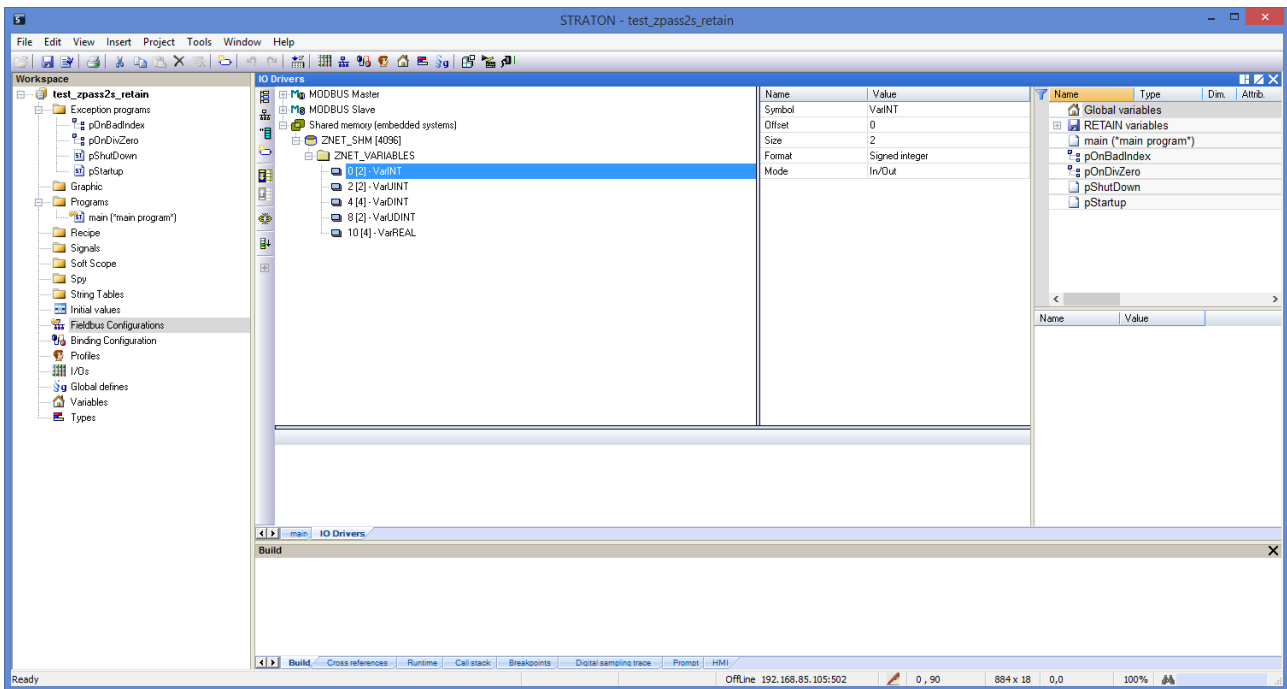 STRATON - test_zpass2s_retain
File Edit View Insert Project Tools Window Help
Workspace
test_zpass2s_retain
Exception programs
pOnBadIndex
pOnDivZero
pShutDown
pStartup
Graphic
Programs
main (*main program*)
Recipe
Signals
Soft Scope
Spy
String Tables
Initial values
Fieldbus Configurations
Binding Configuration
Profiles
I/Os
Global defines
Variables
Types
IO Drivers
MODBUS Master
MODBUS Slave
Shared memory (embedded systems)
ZNET_SHM [4096]
ZNET_VARIABLES
0 [2] - VarINT
2 [2] - VarUINT
4 [4] - VarDINT
8 [2] - VarUDINT
10 [4] - VarREAL
Name Value
Symbol VarINT
Offset 0
Size 2
Format Signed integer
Mode In/Out
Name Type Dim. Attrib.
Global variables
RETAIN variables
main (*main program*)
pOnBadIndex
pOnDivZero
pShutDown
pStartup
Name Value
main IO Drivers
Build
Build Cross references Runtime Call stack Breakpoints Digital sampling trace Prompt HMI
Ready OffLine 192.168.85.105:502 0 , 90 884 x 18 0,0 100%